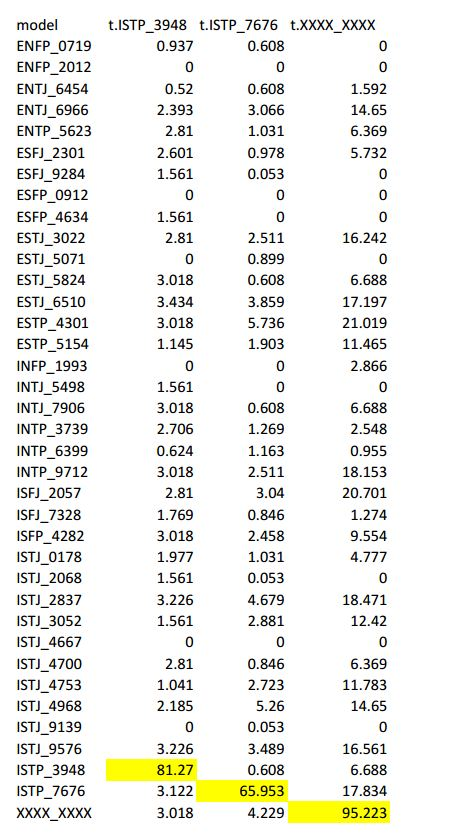 model t.ISTP_3948 t.ISTP_7676 t.XXXX_XXXX
ENFP_0719 0.937 0.608 0
ENFP_2012 0 0 0
ENTJ_6454 0.52 0.608 1.592
ENTJ_6966 2.393 3.066 14.65
ENTP_5623 2.81 1.031 6.369
ESFJ_2301 2.601 0.978 5.732
ESFJ_9284 1.561 0.053 0
ESFP_0912 0 0 0
ESFP_4634 1.561 0 0
ESTJ_3022 2.81 2.511 16.242
ESTJ_5071 0 0.899 0
ESTJ_5824 3.018 0.608 6.688
ESTJ_6510 3.434 3.859 17.197
ESTP_4301 3.018 5.736 21.019
ESTP_5154 1.145 1.903 11.465
INFP_1993 0 0 2.866
INTJ_5498 1.561 0 0
INTJ_7906 3.018 0.608 6.688
INTP_3739 2.706 1.269 2.548
INTP_6399 0.624 1.163 0.955
INTP_9712 3.018 2.511 18.153
ISFJ_2057 2.81 3.04 20.701
ISFJ_7328 1.769 0.846 1.274
ISFP_4282 3.018 2.458 9.554
ISTJ_0178 1.977 1.031 4.777
ISTJ_2068 1.561 0.053 0
ISTJ_2837 3.226 4.679 18.471
ISTJ_3052 1.561 2.881 12.42
ISTJ_4667 0 0 0
ISTJ_4700 2.81 0.846 6.369
ISTJ_4753 1.041 2.723 11.783
ISTJ_4968 2.185 5.26 14.65
ISTJ_9139 0 0.053 0
ISTJ_9576 3.226 3.489 16.561
ISTP_3948 81.27 0.608 6.688
ISTP_7676 3.122 65.953 17.834
XXXX_XXXX 3.018 4.229 95.223